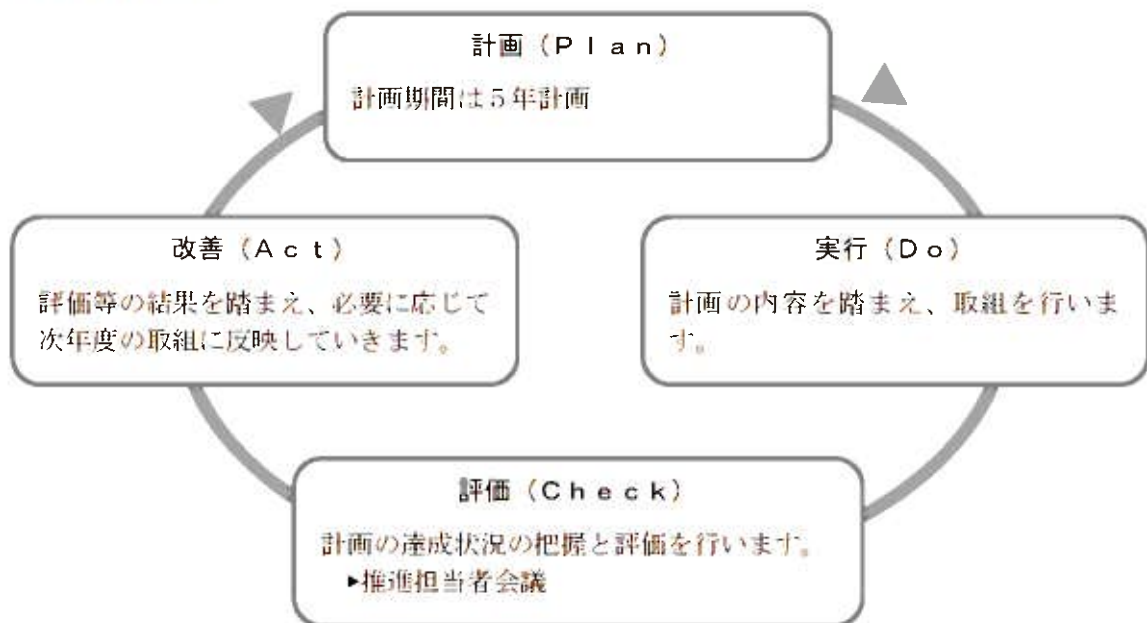 計画（Ｐｌａｎ）
計画期間は５年計画
改善（Ａｃｔ）
評価等の結果を踏まえ、必要に応じて
次年度の取組に反映していきます。
実行（Ｄｏ）
計画の内容を踏まえ、取組を行いま
す。
評価（Ｃｈｅｃｋ）
計画の達成状況の把握と評価を行います。
▶推進担当者会議